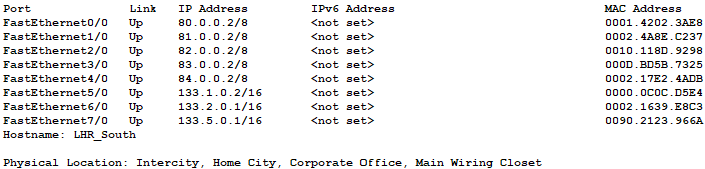 Port Link IP Address IPv6 Address MAC Address
FastEthernet0/0 Up 80.0.0.2/8 <not set> 0001.4202.3AE8
FastEthernet1/0 Up 81.0.0.2/8 <not set> 0002.4A8E.C237
FastEthernet2/0 Up 82.0.0.2/8 <not set> 0010.118D.9298
FastEthernet3/0 Up 83.0.0.2/8 <not set> 000D.BD5B.7325
FastEthernet4/0 Up 84.0.0.2/8 <not set> 0002.17E2.4ADB
FastEthernet5/0 Up 133.1.0.2/16 <not set> 0000.0C0C.D5E4
FastEthernet6/0 Up 133.2.0.1/16 <not set> 0002.1639.E8C3
FastEthernet7/0 Up 133.5.0.1/16 <not set> 0090.2123.966A
Hostname: LHR_South
Physical Location: Intercity, Home City, Corporate Office, Main Wiring Closet